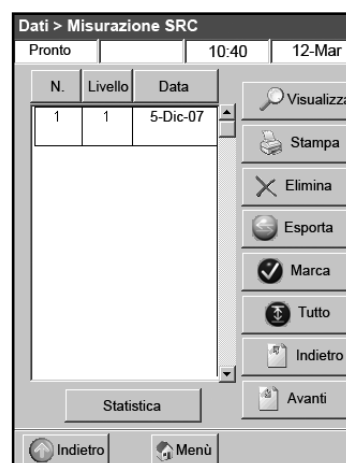 Dati > Misurazione SRC
Pronto 10:40 12-Mar
N. Livello Data
1 1 5-Dic-07
Visualizza
Stampa
Elimina
Esporta
Marca
Tutto
Indietro
Avanti
Statistica
Indietro Menù